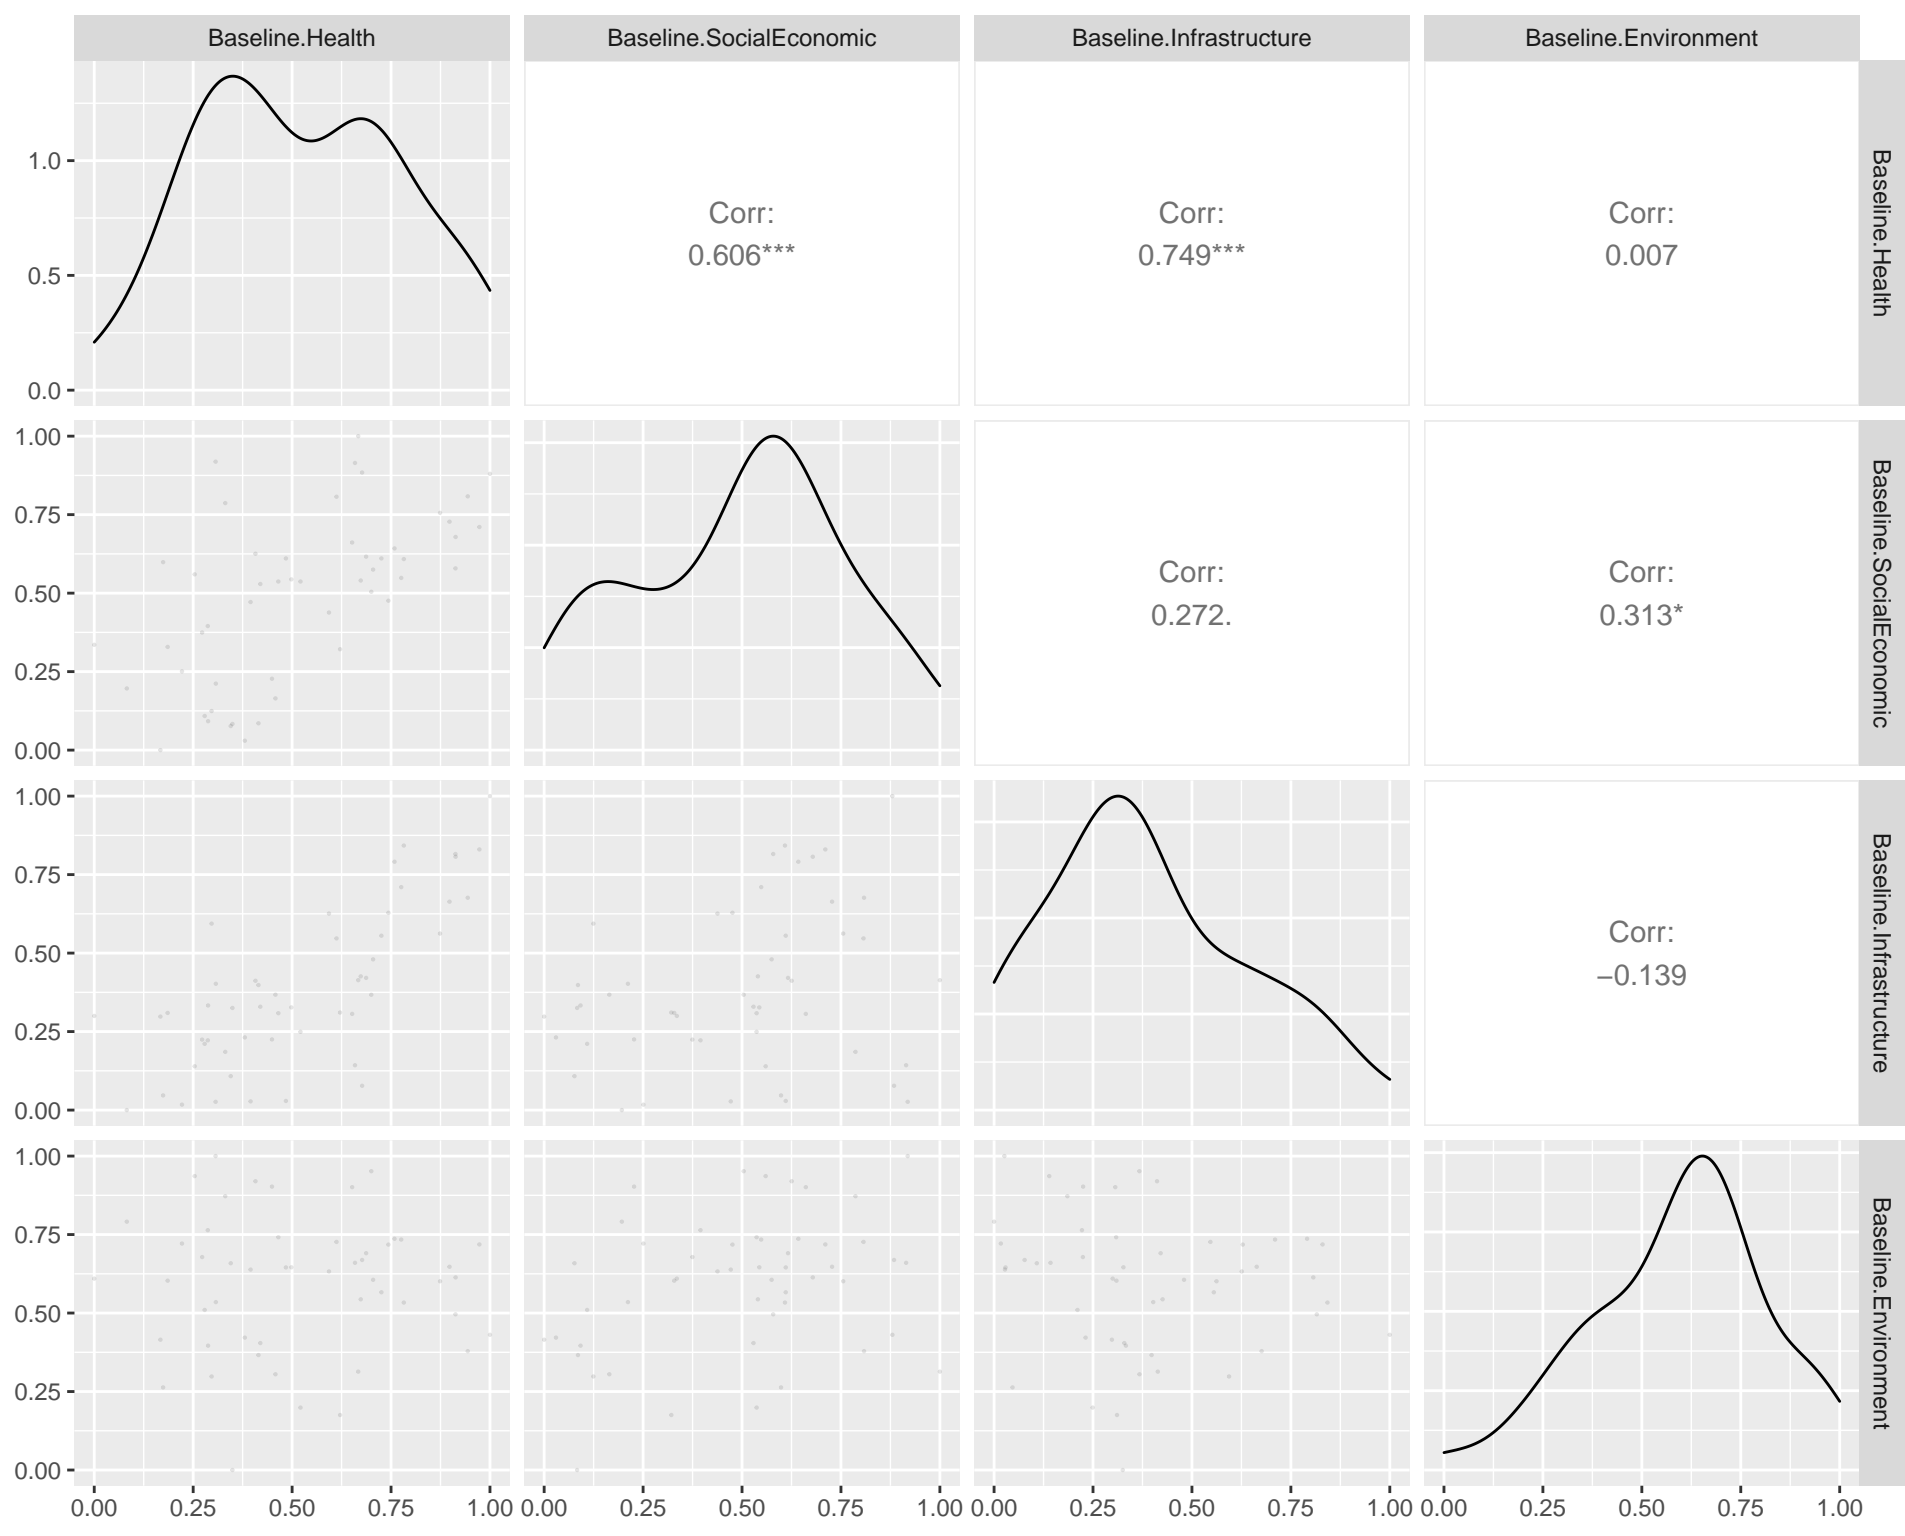 Baseline.Health Baseline.SocialEconomic Baseline.Infrastructure Baseline.Environment
1.0
0.5
0.0
Corr:
0.606***
Corr:
0.749***
Corr:
0.007
Baseline.Health
1.00
0.75
0.50
0.25
0.00
Corr:
0.272.
Corr:
0.313*
Baseline.SocialEconomic
1.00
0.75
0.50
0.25
0.00
Corr:
−0.139
Baseline.Infrastructure
1.00
0.75
0.50
0.25
0.00
Baseline.Environment
0.00 0.25 0.50 0.75 1.00 0.00 0.25 0.50 0.75 1.00 0.00 0.25 0.50 0.75 1.00 0.00 0.25 0.50 0.75 1.00